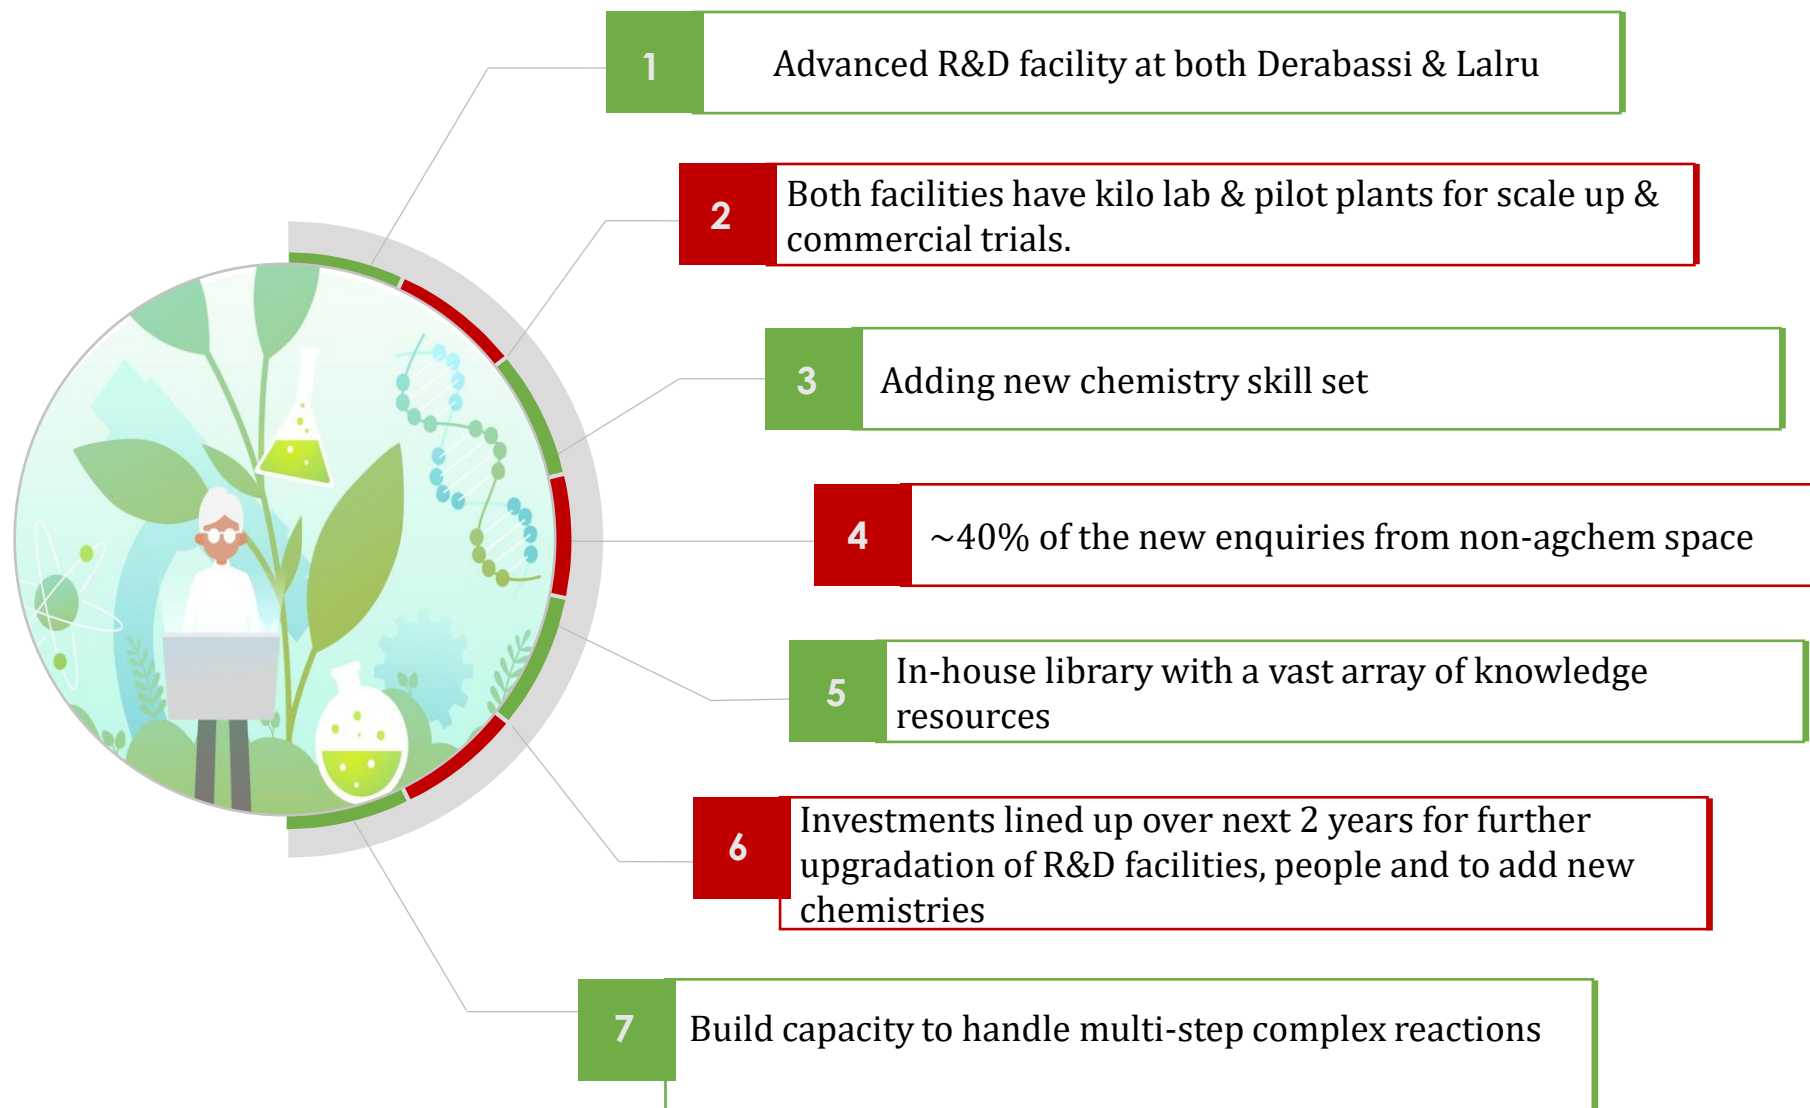 1
Advanced R&D facility at both Derabassi & Lalru
2
Both facilities have kilo lab & pilot plants for scale up &
commercial trials.
3
Adding new chemistry skill set
4
~40% of the new enquiries from non-agchem space
5
In-house library with a vast array of knowledge
resources
6
Investments lined up over next 2 years for further
upgradation of R&D facilities, people and to add new
chemistries
7
Build capacity to handle multi-step complex reactions